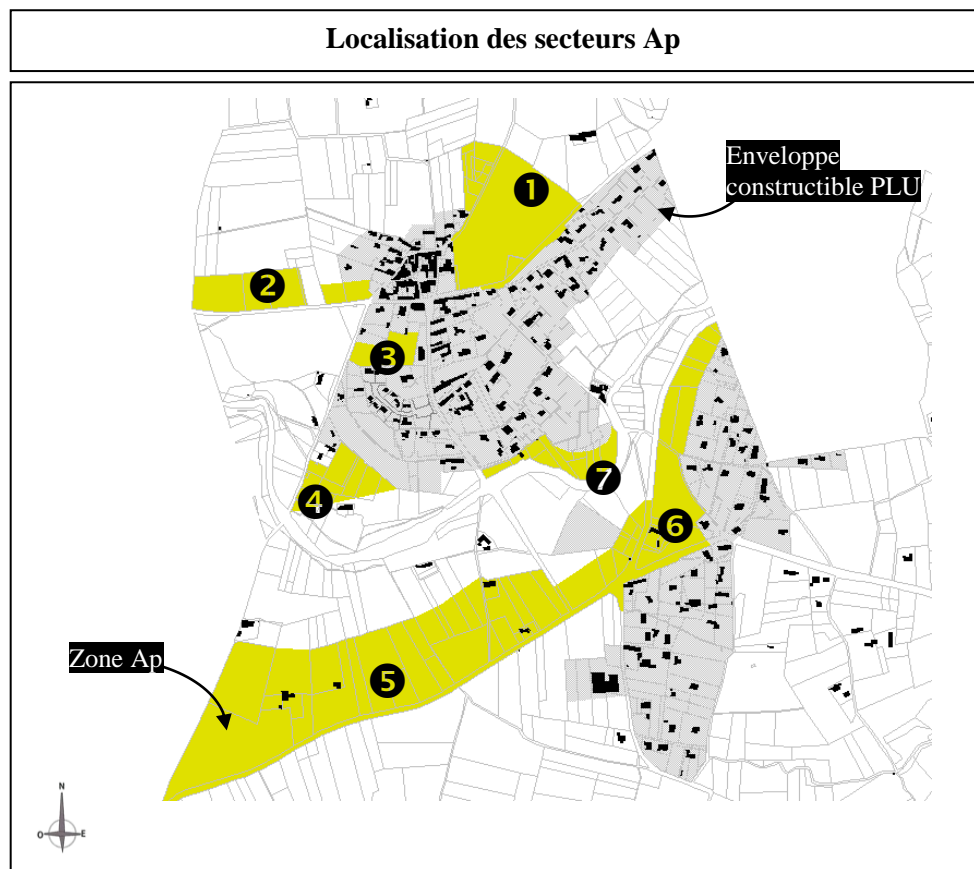 Localisation des secteurs Ap
Enveloppe
constructible PLU
1
2
3
4
7
6
5
Zone Ap
N
O E